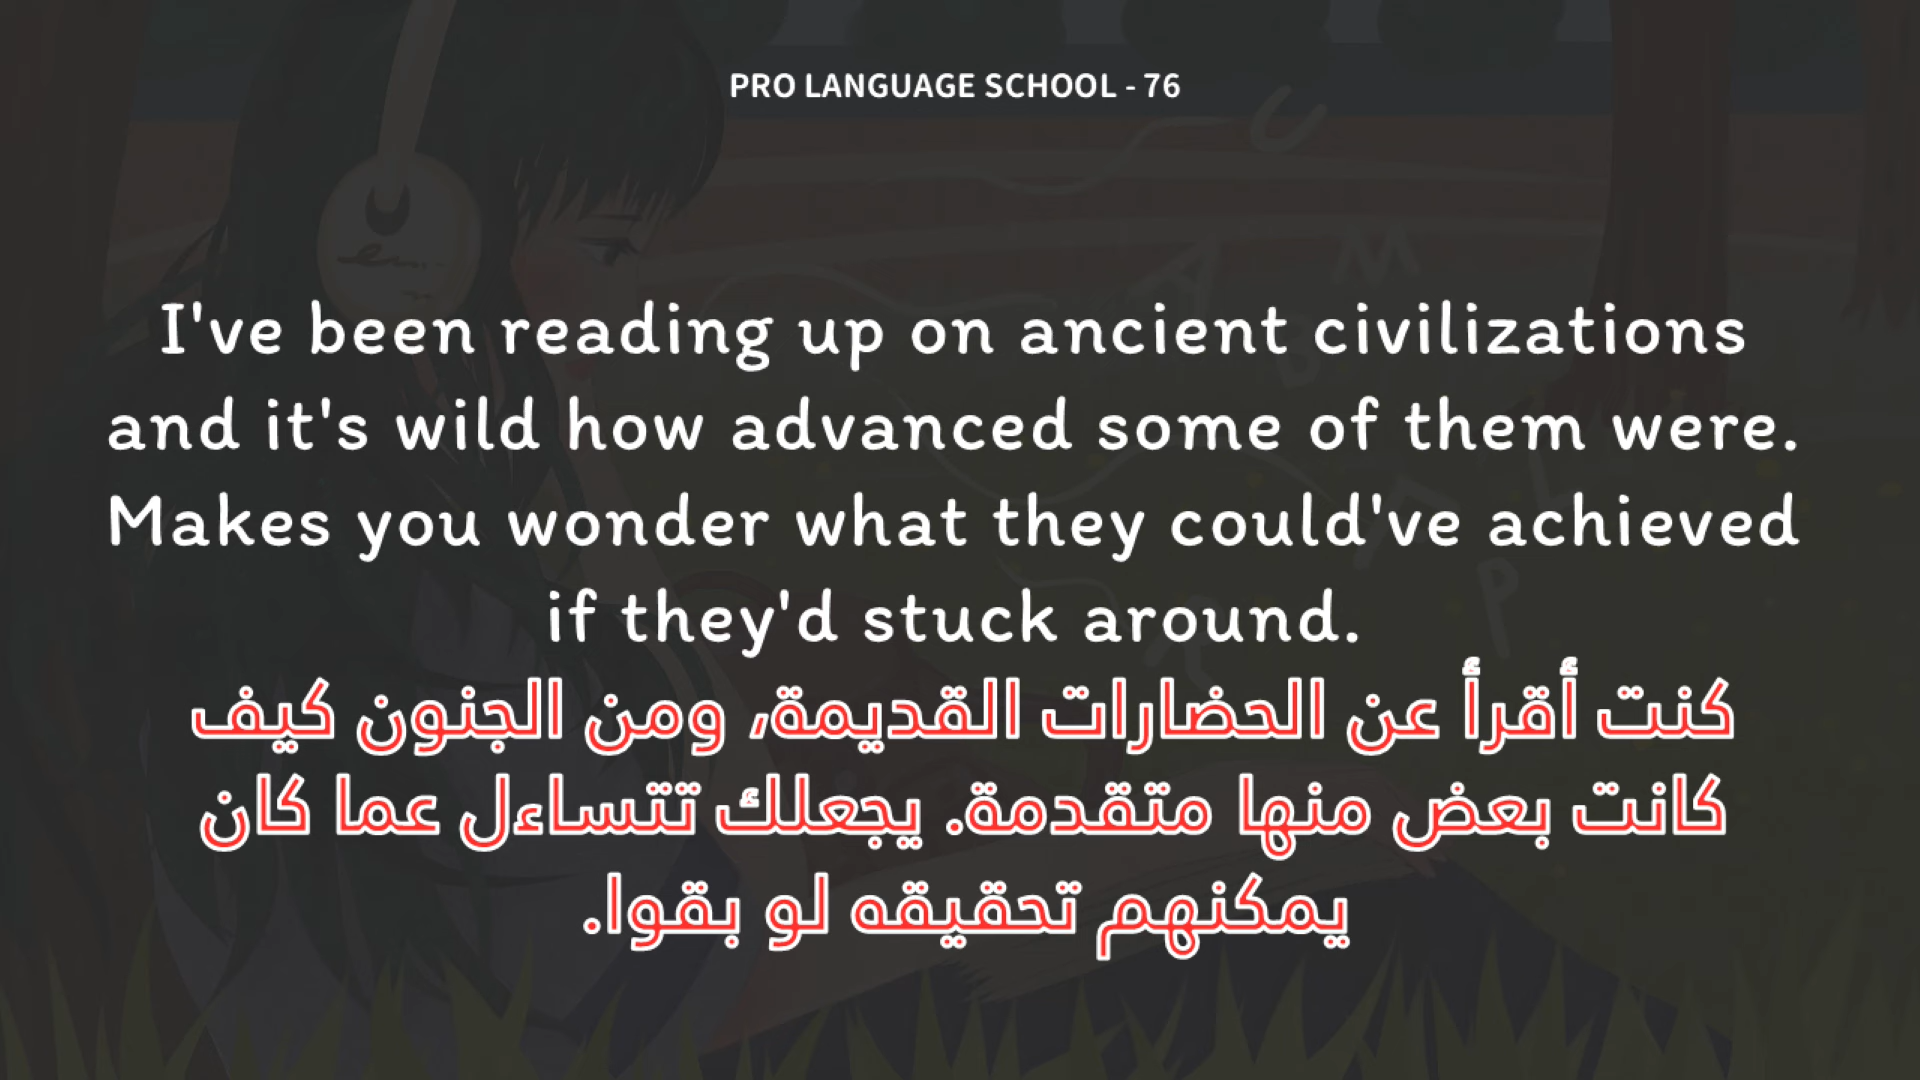 PRO LANGUAGE SCHOOL - 76
I've been reading up on ancient civilizations
and it's wild how advanced some of them were.
Makes you wonder what they could've achieved
if they'd stuck around.
كنت أقرأ عن الحضارات القديمة، ومن الجنون كيف
كانت بعض منها متقدمة. يجعلك تتساءل عما كان
يمكنهم تحقيقه لو بقوا.